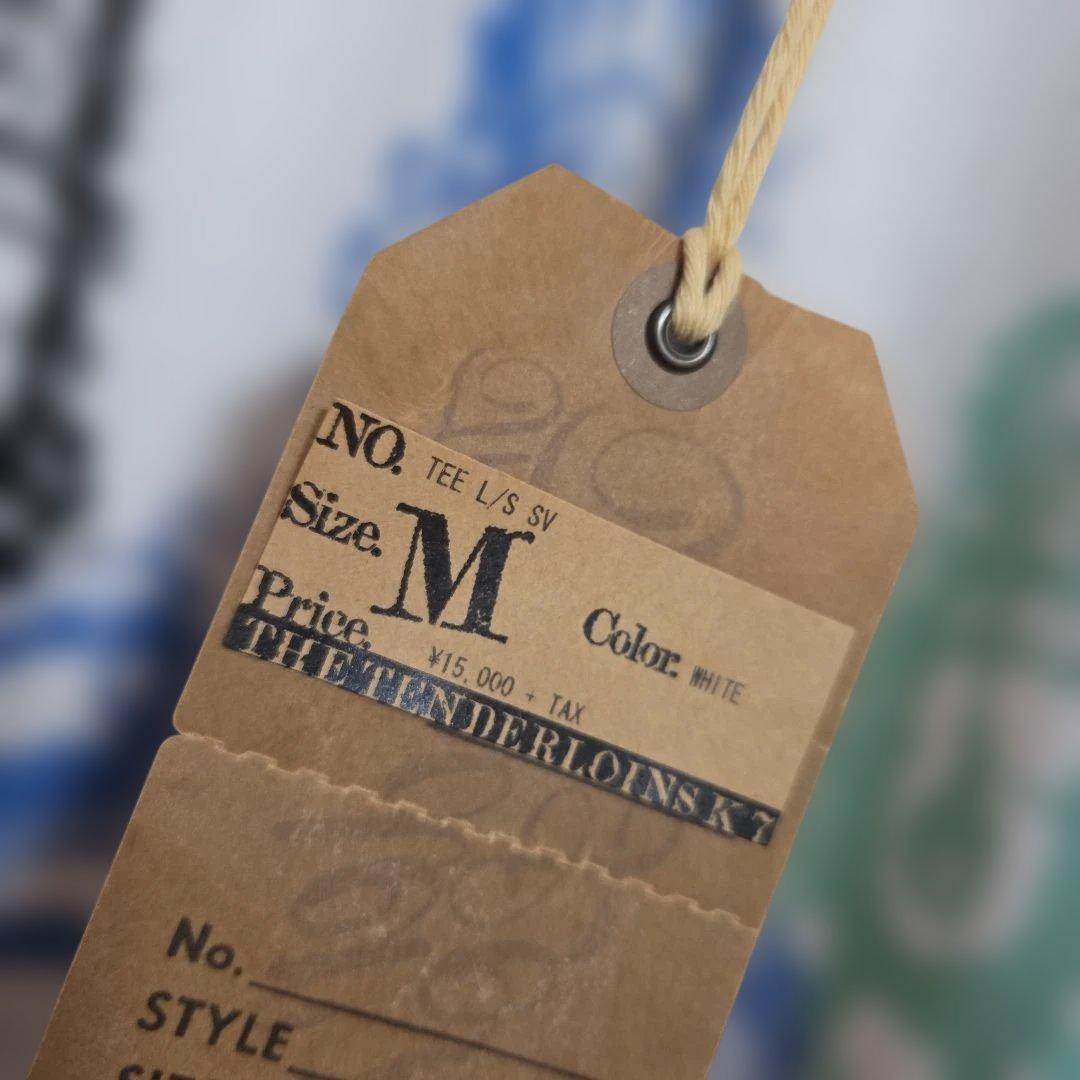 NO. TEE L/S SV
Size. M
Color. WHITE
Price. ¥15,000 + TAX
THE TENDERLOINS K 7
No.
STYLE